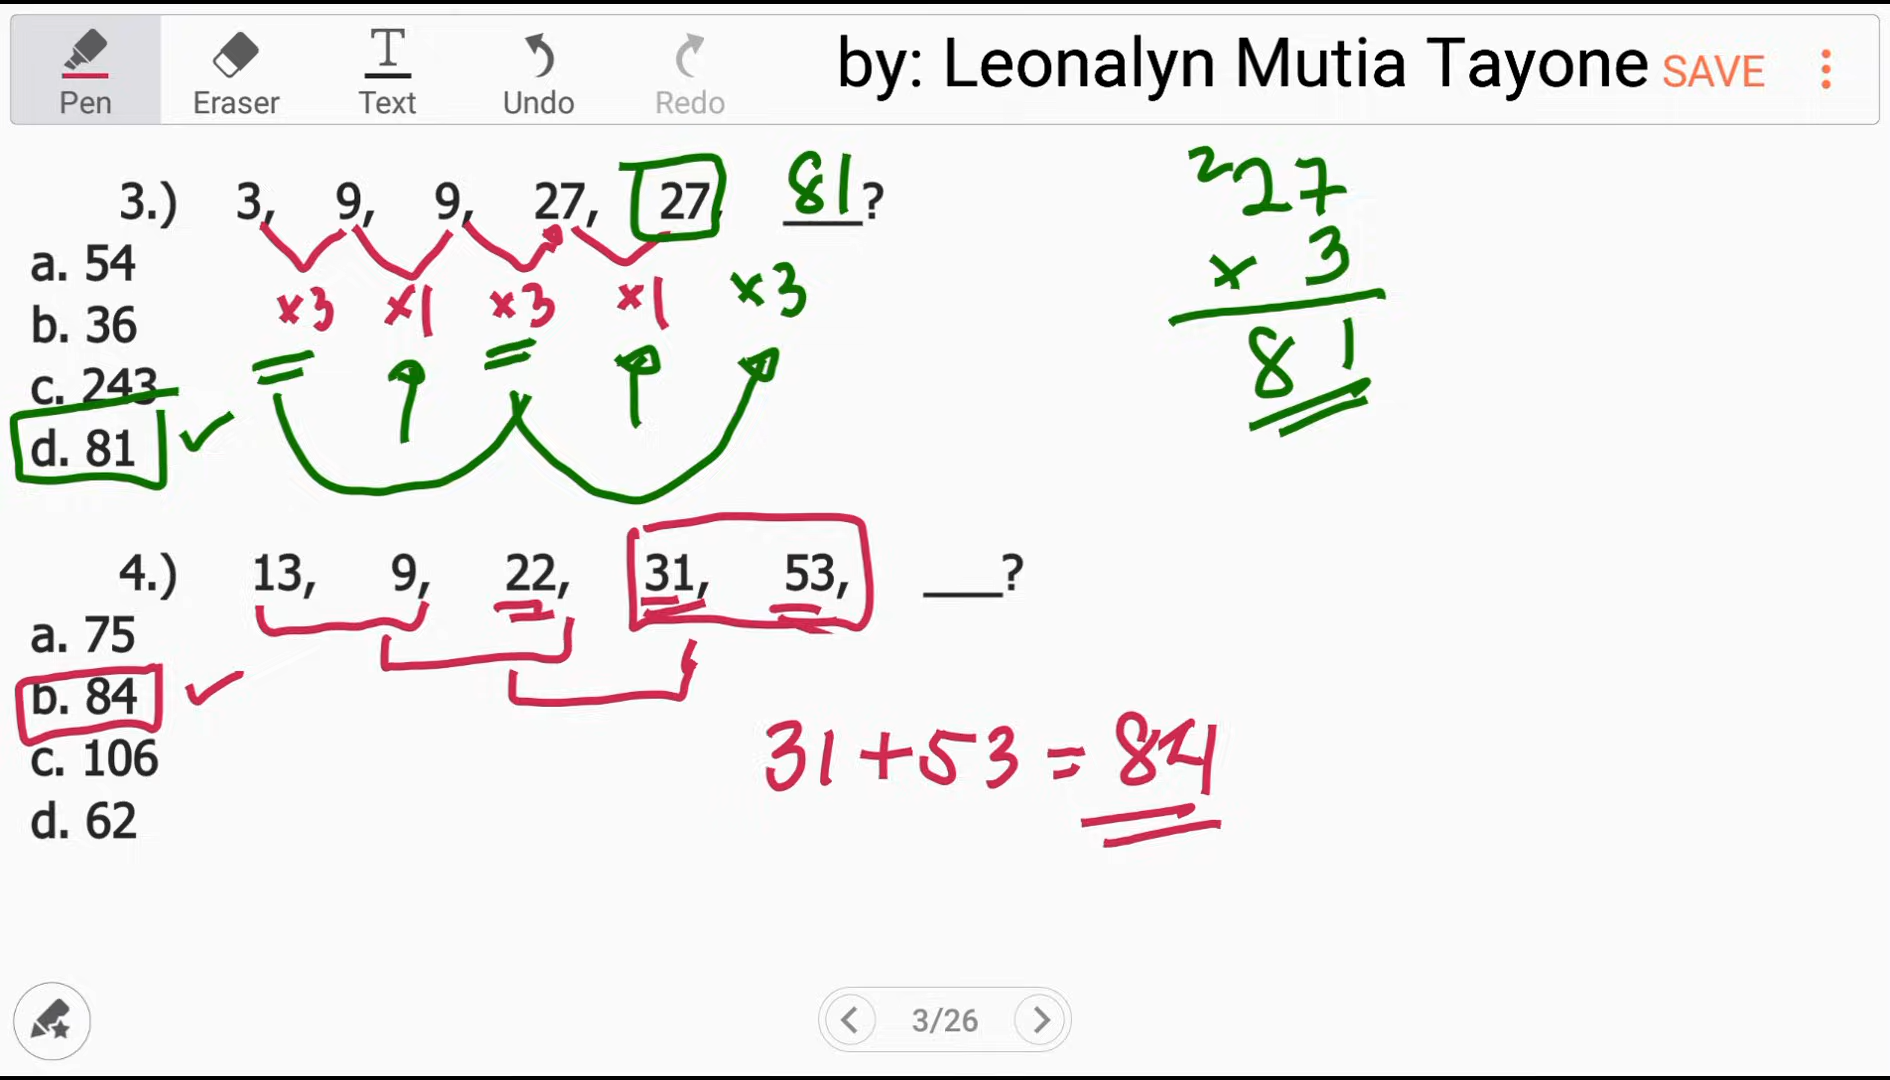 Pen Eraser Text Undo Redo by: Leonalyn Mutia Tayone SAVE
3.) 3, 9, 9, 27, 27, 81?
×3 ×1 ×3 ×1 ×3
a. 54
b. 36
c. 243
d. 81
227
× 3
81
4.) 13, 9, 22, 31, 53, ___?
a. 75
b. 84
c. 106
d. 62
31+53=84
3/26